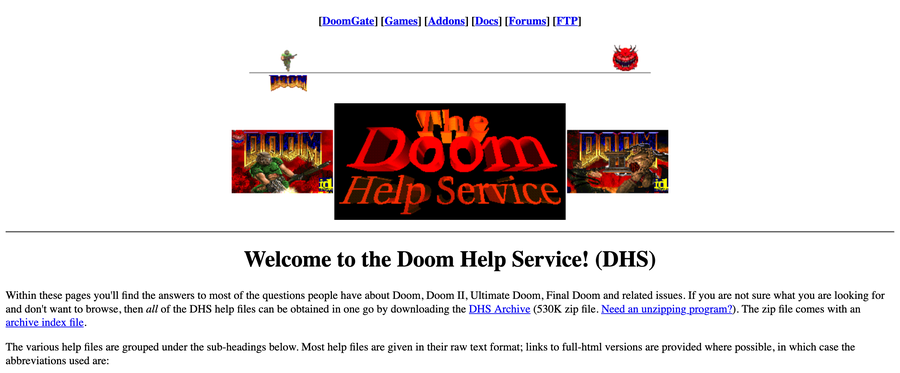 [DoomGate] [Games] [Addons] [Docs] [Forums] [FTP]
DOOM
DOOM
The
Doom
Help Service
DOOM
id
id
Welcome to the Doom Help Service! (DHS)
Within these pages you'll find the answers to most of the questions people have about Doom, Doom II, Ultimate Doom, Final Doom and related issues. If you are not sure what you are looking for
and don't want to browse, then all of the DHS help files can be obtained in one go by downloading the DHS Archive (530K zip file. Need an unzipping program?). The zip file comes with an
archive index file.
The various help files are grouped under the sub-headings below. Most help files are given in their raw text format; links to full-html versions are provided where possible, in which case the
abbreviations used are: